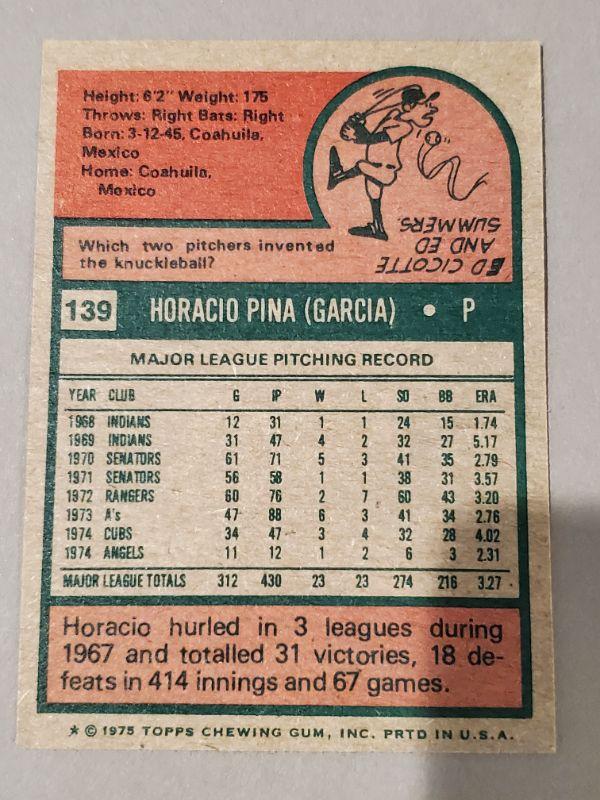 Height: 6'2" Weight: 175
Throws: Right Bats: Right
Born: 3-12-45, Coahuila,
Mexico
Home: Coahuila,
Mexico
Which two pitchers invented
the knuckleball?
ED CICOTTE
AND ED
SUMMERS.
139 HORACIO PINA (GARCIA) • P
MAJOR LEAGUE PITCHING RECORD
YEAR CLUB G IP W L SO BB ERA
1968 INDIANS 12 31 1 1 24 15 1.74
1969 INDIANS 31 47 4 2 32 27 5.17
1970 SENATORS 61 71 5 3 41 35 2.79
1971 SENATORS 56 58 1 1 38 31 3.57
1972 RANGERS 60 76 2 7 60 43 3.20
1973 A's 47 88 6 3 41 34 2.76
1974 CUBS 34 47 3 4 32 28 4.02
1974 ANGELS 11 12 1 2 6 3 2.31
MAJOR LEAGUE TOTALS 312 430 23 23 274 216 3.27
Horacio hurled in 3 leagues during
1967 and totalled 31 victories, 18 de-
feats in 414 innings and 67 games.
* © 1975 TOPPS CHEWING GUM, INC. PRTD IN U.S.A.